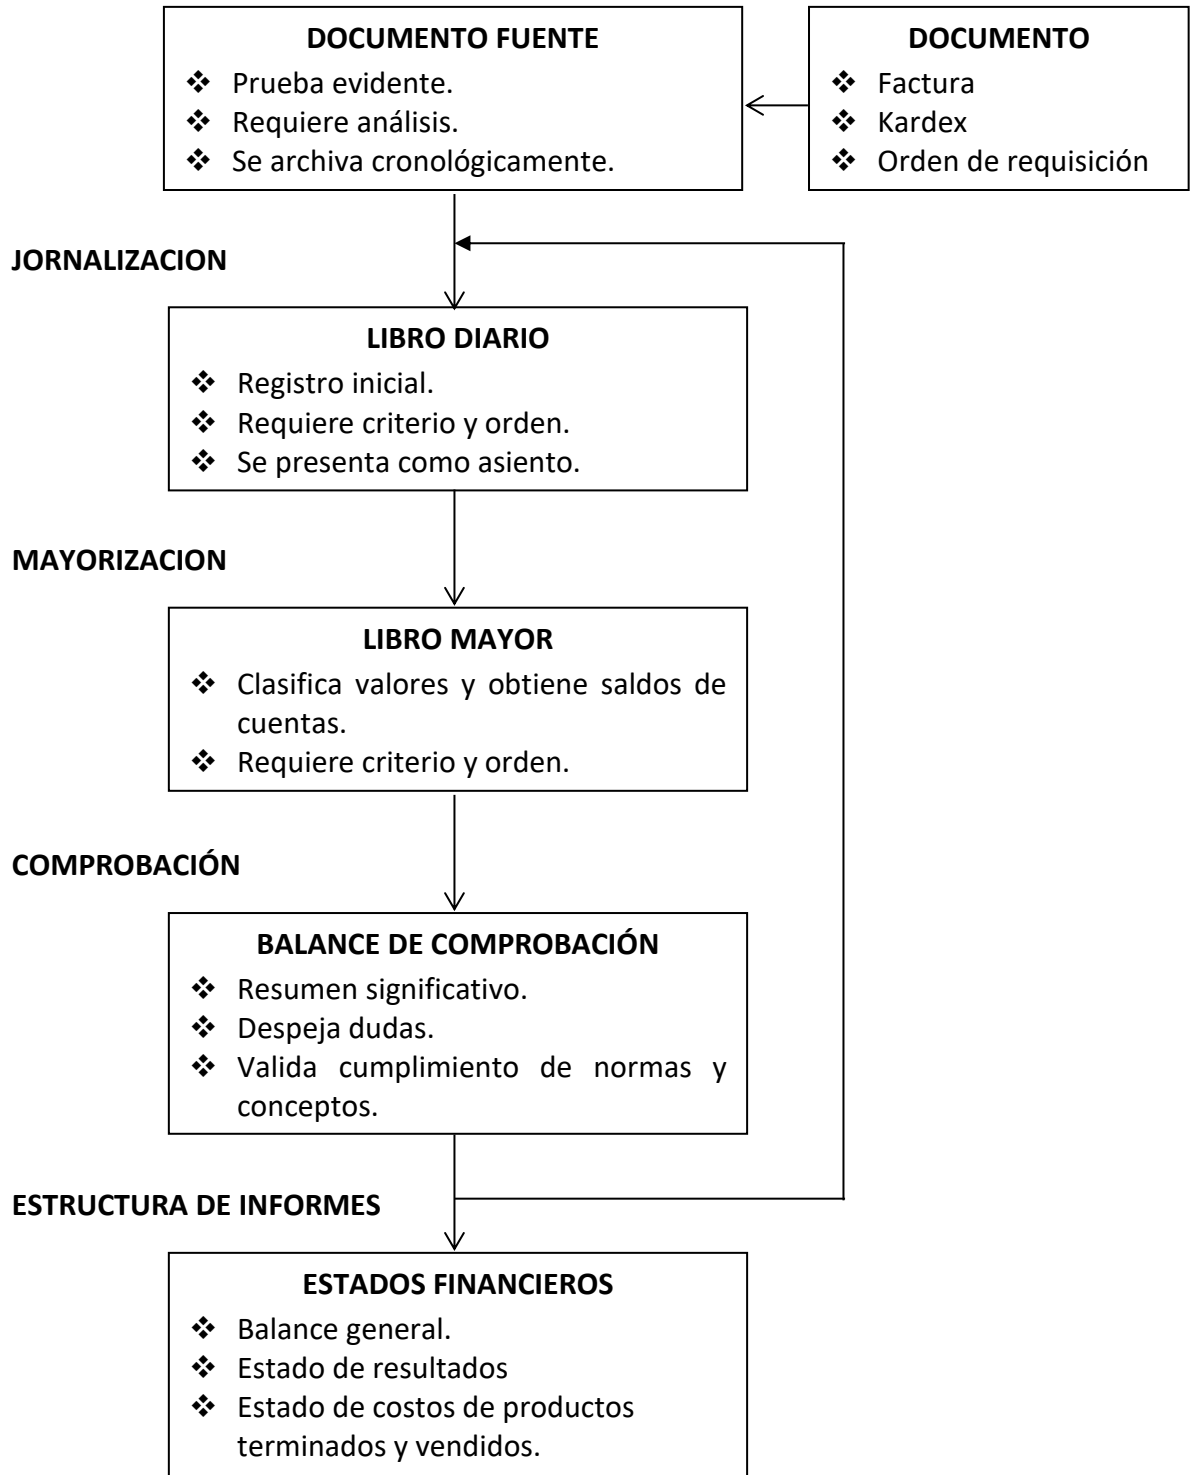 DOCUMENTO FUENTE
❖ Prueba evidente.
❖ Requiere análisis.
❖ Se archiva cronológicamente.
DOCUMENTO
❖ Factura
❖ Kardex
❖ Orden de requisición
JORNALIZACION
LIBRO DIARIO
❖ Registro inicial.
❖ Requiere criterio y orden.
❖ Se presenta como asiento.
MAYORIZACION
LIBRO MAYOR
❖ Clasifica valores y obtiene saldos de
cuentas.
❖ Requiere criterio y orden.
COMPROBACIÓN
BALANCE DE COMPROBACIÓN
❖ Resumen significativo.
❖ Despeja dudas.
❖ Valida cumplimiento de normas y
conceptos.
ESTRUCTURA DE INFORMES
ESTADOS FINANCIEROS
❖ Balance general.
❖ Estado de resultados
❖ Estado de costos de productos
terminados y vendidos.